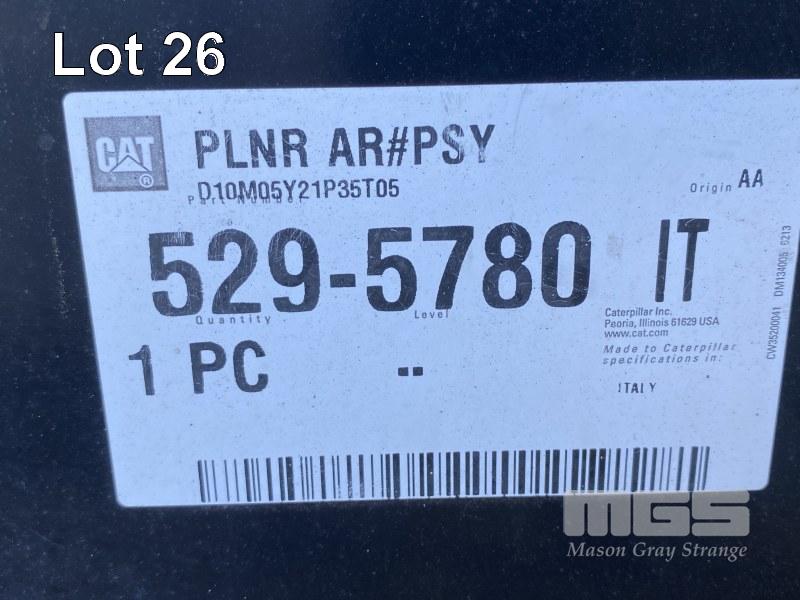 Lot 26
CAT
®
PLNR AR#PSY
D10M05Y21P35T05
Part Number
Origin AA
529-5780 IT
Quantity
Level
Caterpillar Inc.
Peoria, Illinois 61629 USA
www.cat.com
1 PC
--
Made to Caterpillar
specifications in:
ITALY
CW35200041 DM134005 6213
MGS
Mason Gray Strange